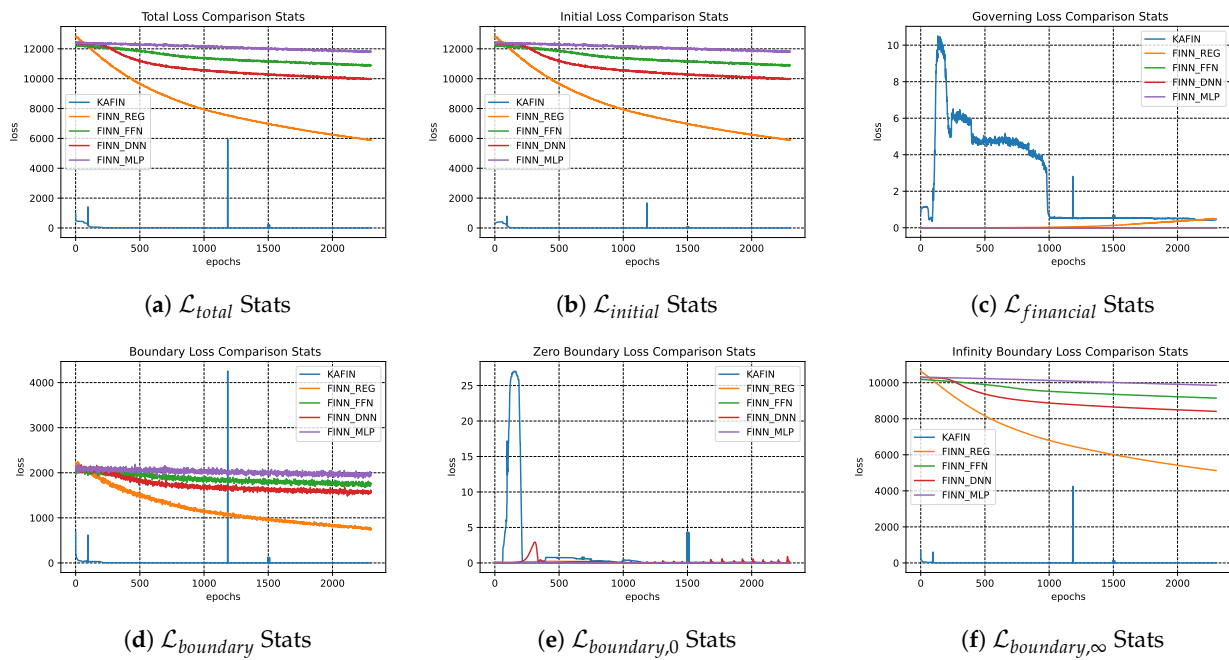 Total Loss Comparison Stats
loss
12000
10000
8000
6000
4000
2000
0
KAFIN
FINN_REG
FINN_FFN
FINN_DNN
FINN_MLP
0 500 1000 1500 2000
epochs
(a) ℒtotal Stats
Initial Loss Comparison Stats
loss
12000
10000
8000
6000
4000
2000
0
KAFIN
FINN_REG
FINN_FFN
FINN_DNN
FINN_MLP
0 500 1000 1500 2000
epochs
(b) ℒinitial Stats
Governing Loss Comparison Stats
loss
10
8
6
4
2
0
KAFIN
FINN_REG
FINN_FFN
FINN_DNN
FINN_MLP
0 500 1000 1500 2000
epochs
(c) ℒfinancial Stats
Boundary Loss Comparison Stats
loss
4000
3000
2000
1000
0
KAFIN
FINN_REG
FINN_FFN
FINN_DNN
FINN_MLP
0 500 1000 1500 2000
epochs
(d) ℒboundary Stats
Zero Boundary Loss Comparison Stats
loss
25
20
15
10
5
0
KAFIN
FINN_REG
FINN_FFN
FINN_DNN
FINN_MLP
0 500 1000 1500 2000
epochs
(e) ℒboundary,0 Stats
Infinity Boundary Loss Comparison Stats
loss
10000
8000
6000
4000
2000
0
KAFIN
FINN_REG
FINN_FFN
FINN_DNN
FINN_MLP
0 500 1000 1500 2000
epochs
(f) ℒboundary,∞ Stats